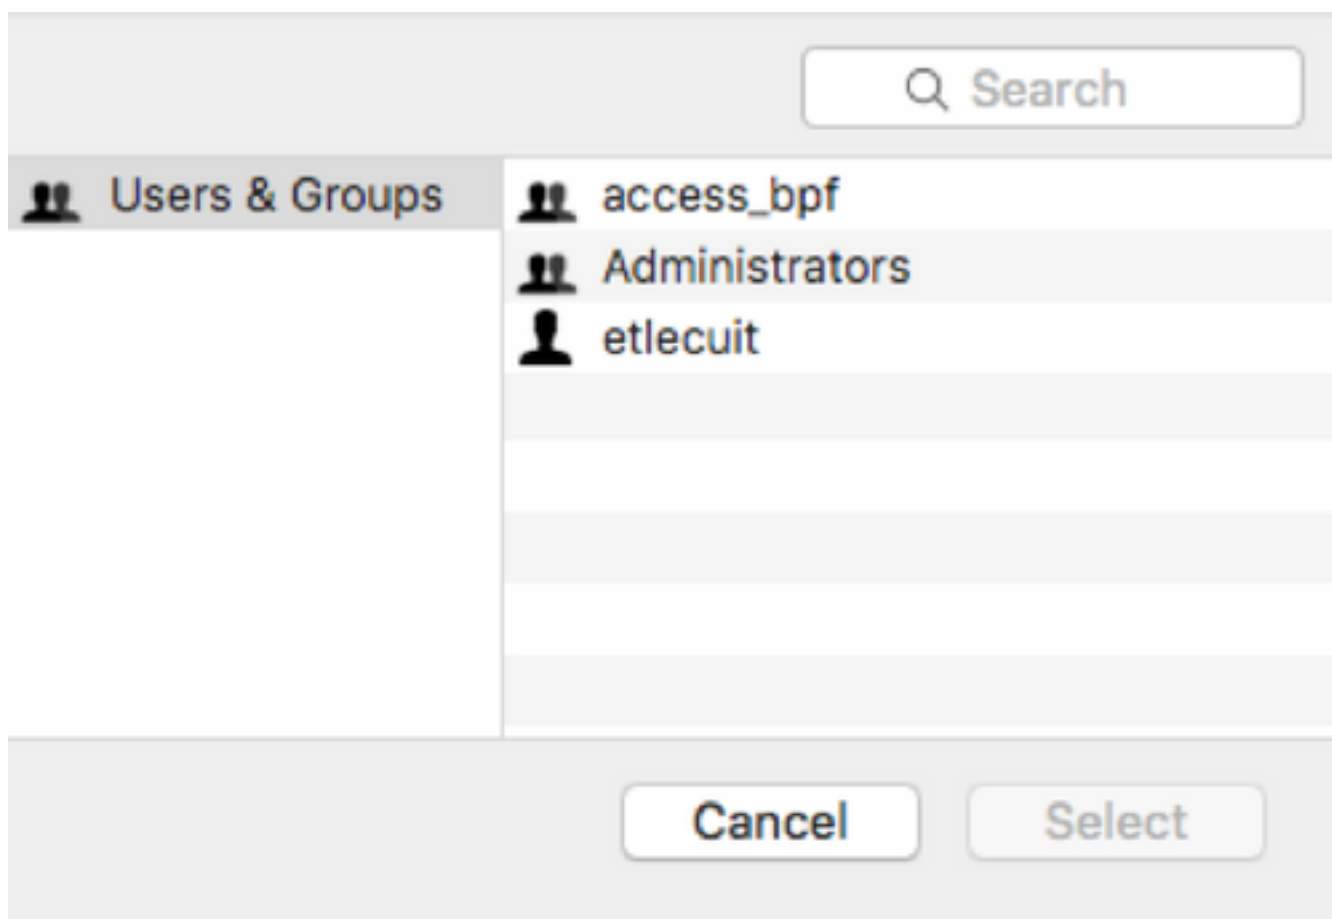 Search
Users & Groups
access_bpf
Administrators
etlecuit
Cancel
Select